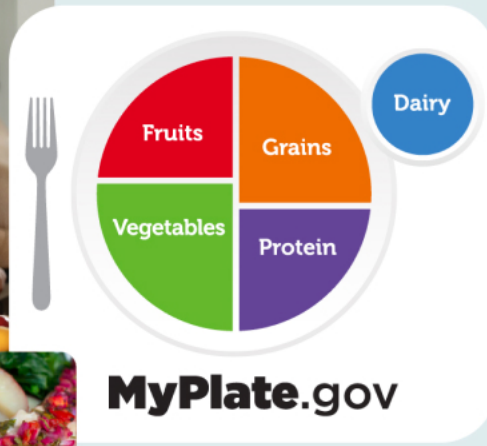 Fruits
Grains
Dairy
Vegetables
Protein
MyPlate.gov